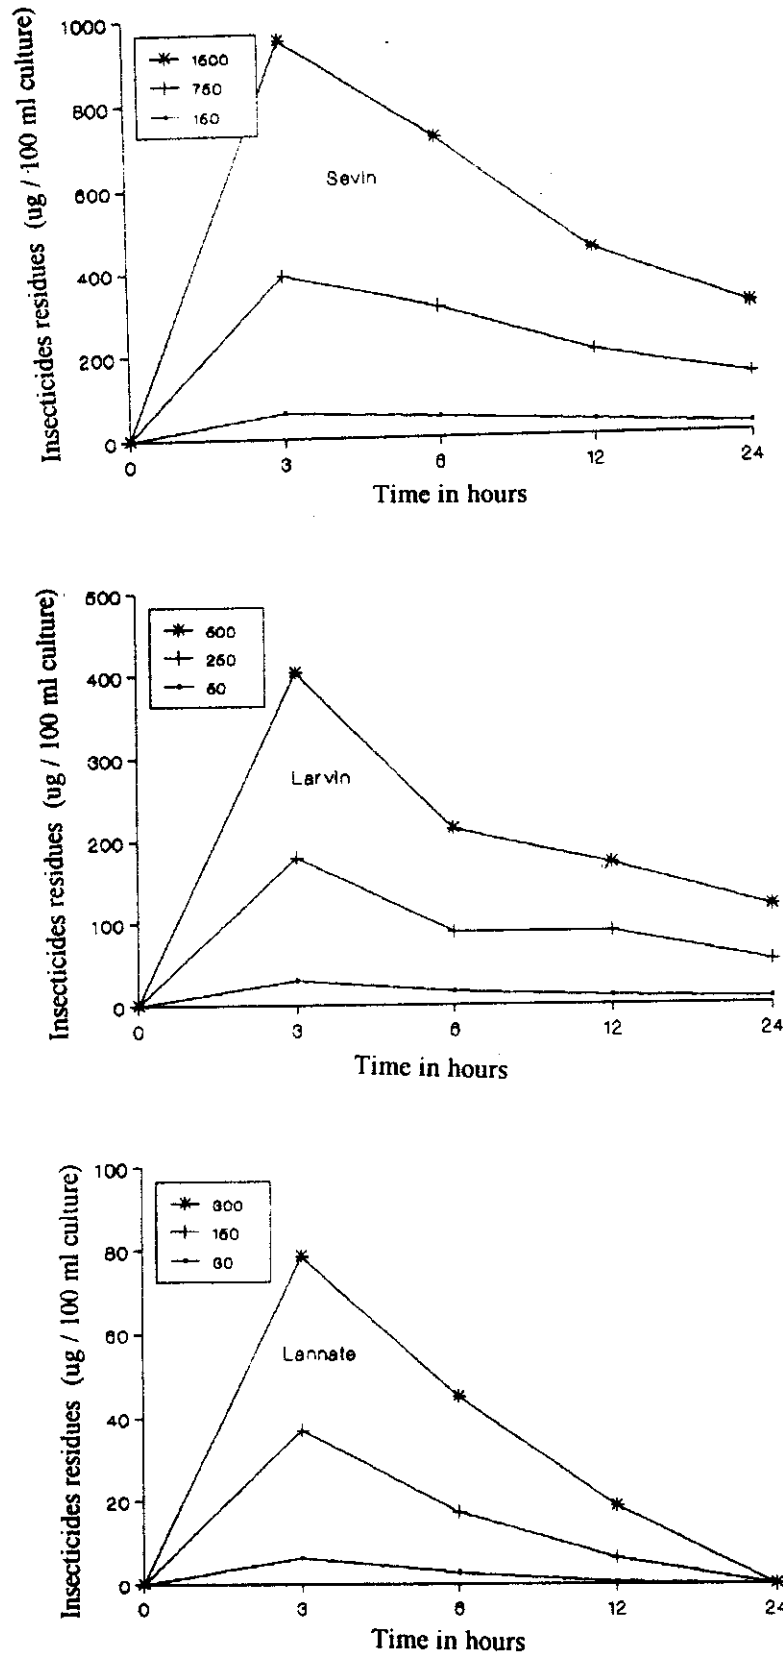 Insecticides residues (ug / 100 ml culture)
1000
800
600
400
200
0
1500
750
150
Sevin
0 3 6 12 24
Time in hours
Insecticides residues (ug / 100 ml culture)
500
400
300
200
100
0
500
250
50
Larvin
0 3 6 12 24
Time in hours
Insecticides residues (ug / 100 ml culture)
100
80
60
40
20
0
300
150
30
Lannate
0 3 6 12 24
Time in hours